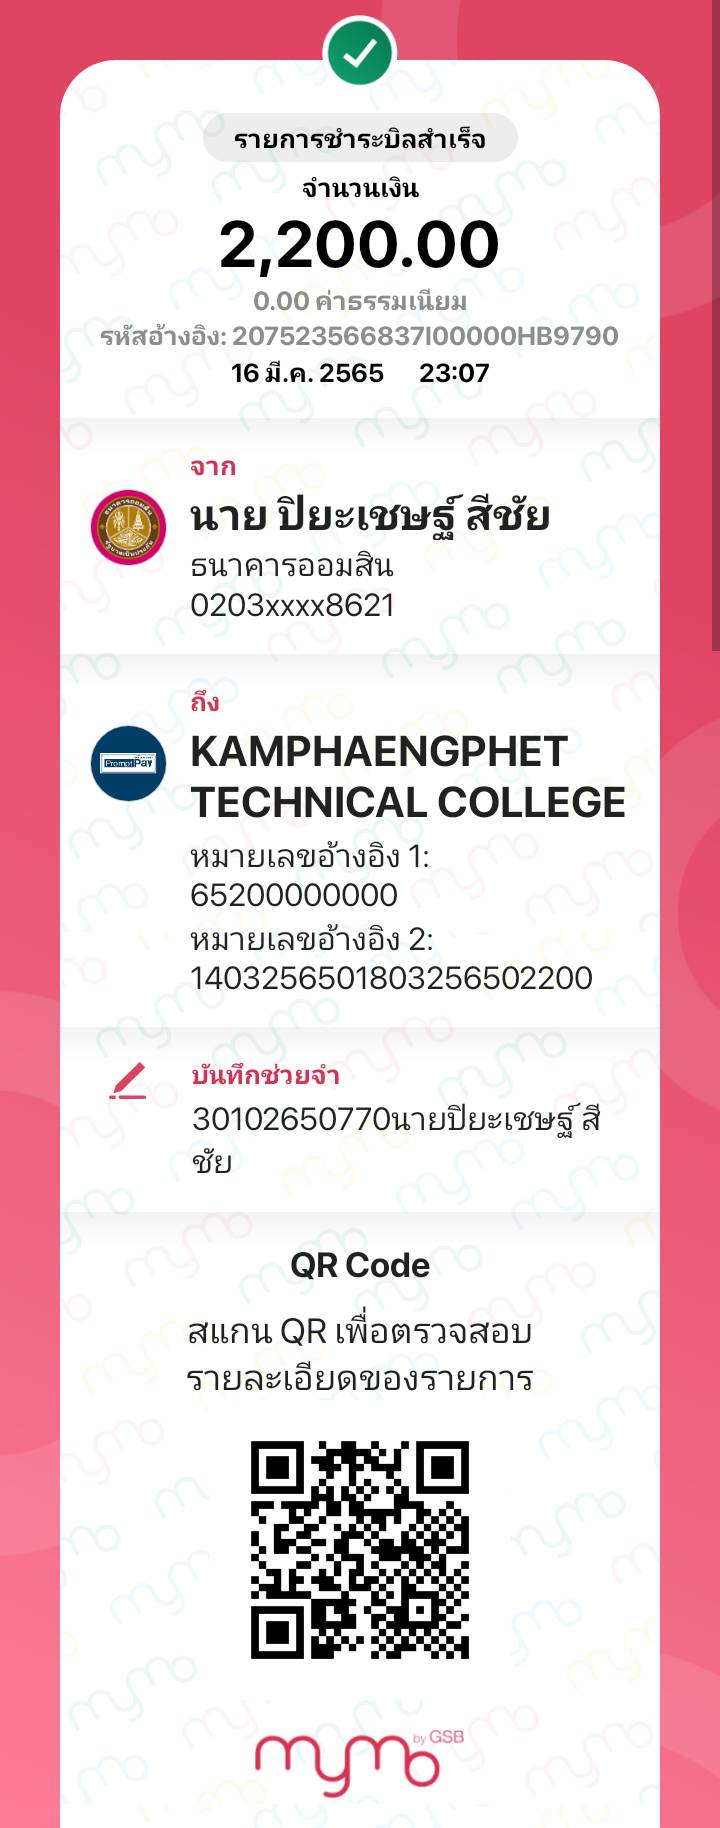 รายการชำระบิลสำเร็จ
จำนวนเงิน
2,200.00
0.00 ค่าธรรมเนียม
รหัสอ้างอิง: 207523566837I00000HB9790
16 มี.ค. 2565 23:07
จาก
นาย ปิยะเชษฐ์ สีชัย
ธนาคารออมสิน
0203xxxx8621
ถึง
PromptPay
KAMPHAENGPHET
TECHNICAL COLLEGE
หมายเลขอ้างอิง 1:
65200000000
หมายเลขอ้างอิง 2:
1403256501803256502200
บันทึกช่วยจำ
30102650770นายปิยะเชษฐ์ สี
ชัย
QR Code
สแกน QR เพื่อตรวจสอบ
รายละเอียดของรายการ
mymo by GSB